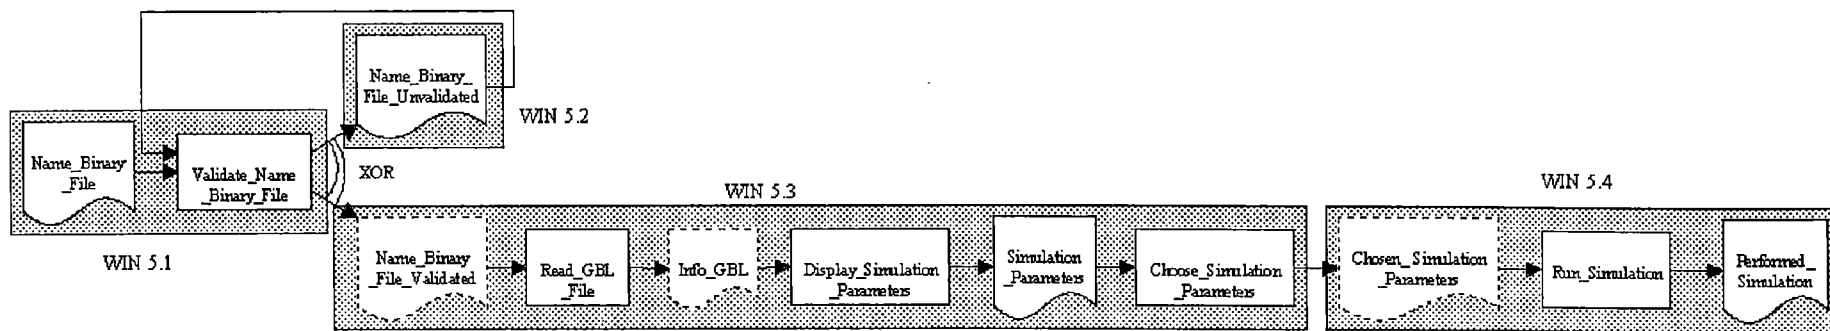 Name_Binary_
File_Unvalidated
WIN 5.2
Name_Binary
_File
Validate_Name
_Binary_File
XOR
WIN 5.1
WIN 5.3
WIN 5.4
Name_Binary
_File_Validated
Read_GBL
_File
Info_GBL
Display_Simulation
_Parameters
Simulation
_Parameters
Choose_Simulation
_Parameters
Chosen_Simulation
_Parameters
Run_Simulation
Performed_
Simulation